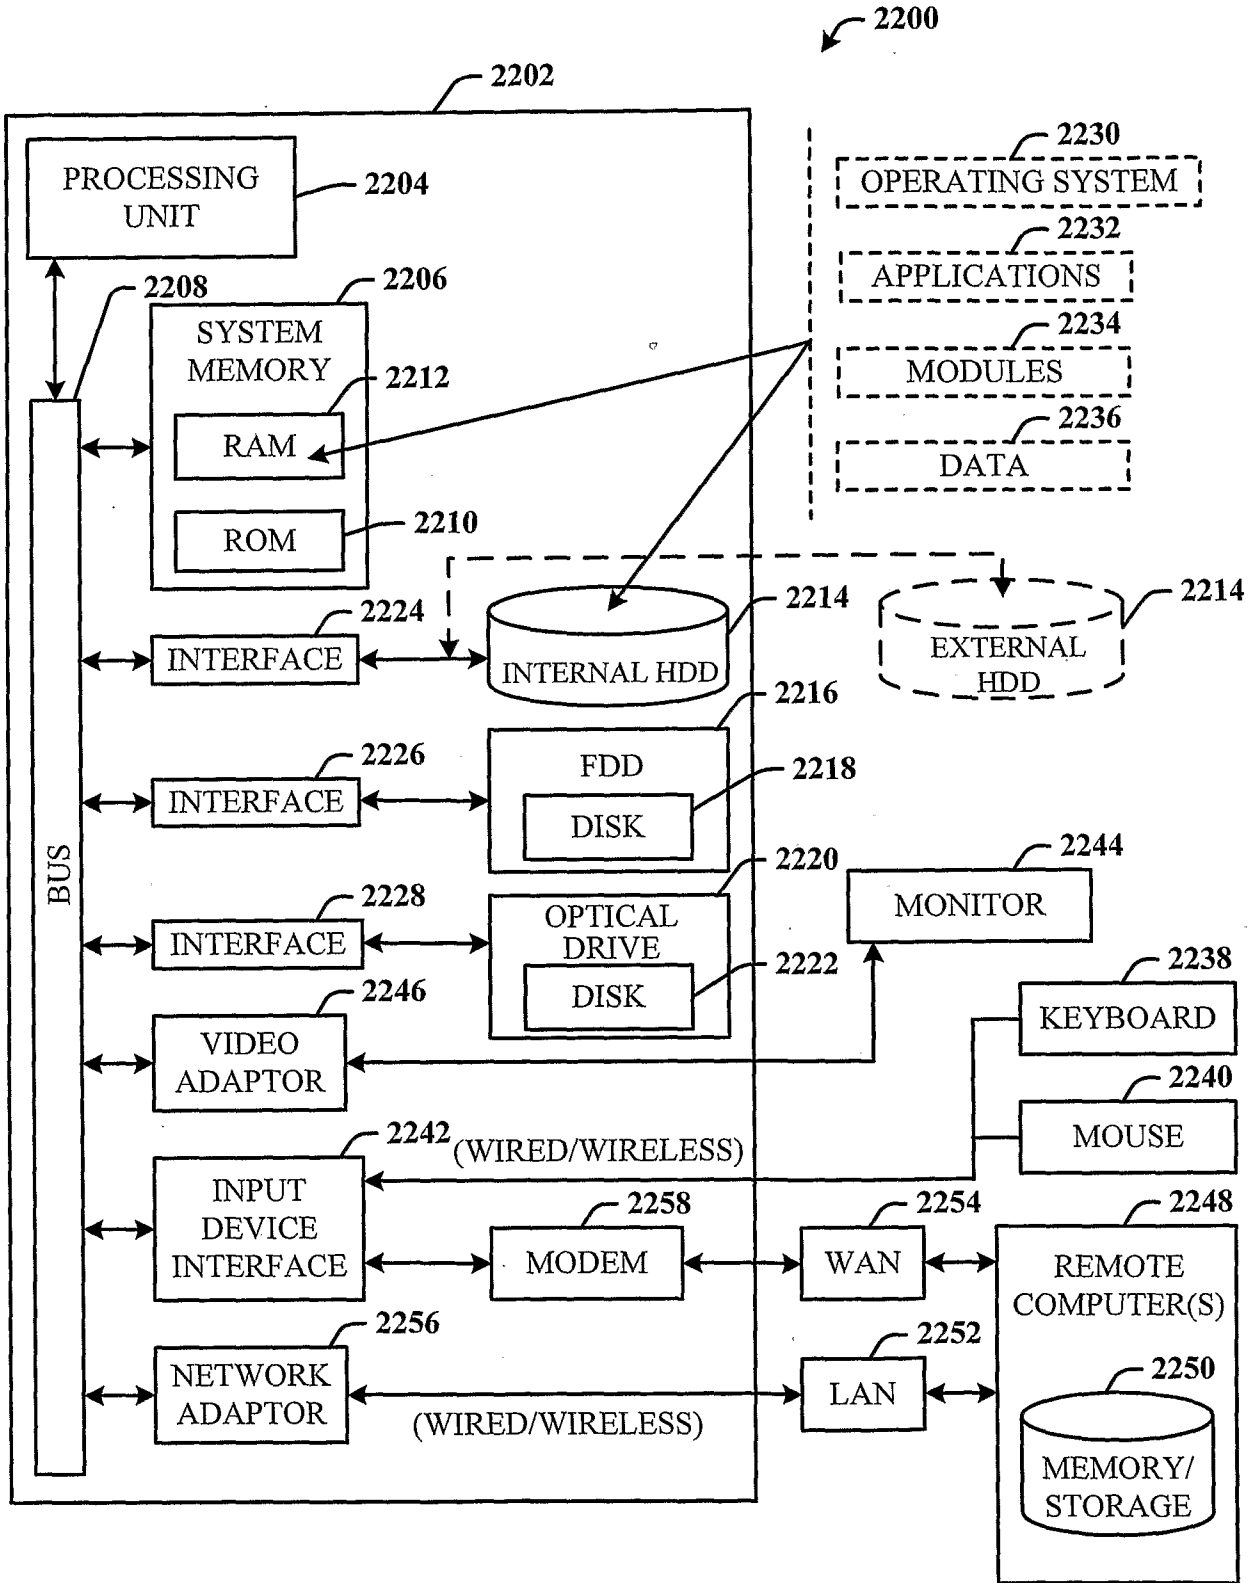 2200
2202
PROCESSING
UNIT
2204
2230
OPERATING SYSTEM
2232
APPLICATIONS
2234
MODULES
2236
DATA
2208
2206
SYSTEM
MEMORY
2212
RAM
2210
ROM
BUS
2224
INTERFACE
2214
INTERNAL HDD
2214
EXTERNAL
HDD
2226
INTERFACE
2216
FDD
2218
DISK
2228
INTERFACE
2220
OPTICAL
DRIVE
2222
DISK
2244
MONITOR
2246
VIDEO
ADAPTOR
2238
KEYBOARD
2240
MOUSE
2242
(WIRED/WIRELESS)
INPUT
DEVICE
INTERFACE
2258
MODEM
2254
WAN
2248
REMOTE
COMPUTER(S)
2256
NETWORK
ADAPTOR
(WIRED/WIRELESS)
2252
LAN
2250
MEMORY/
STORAGE